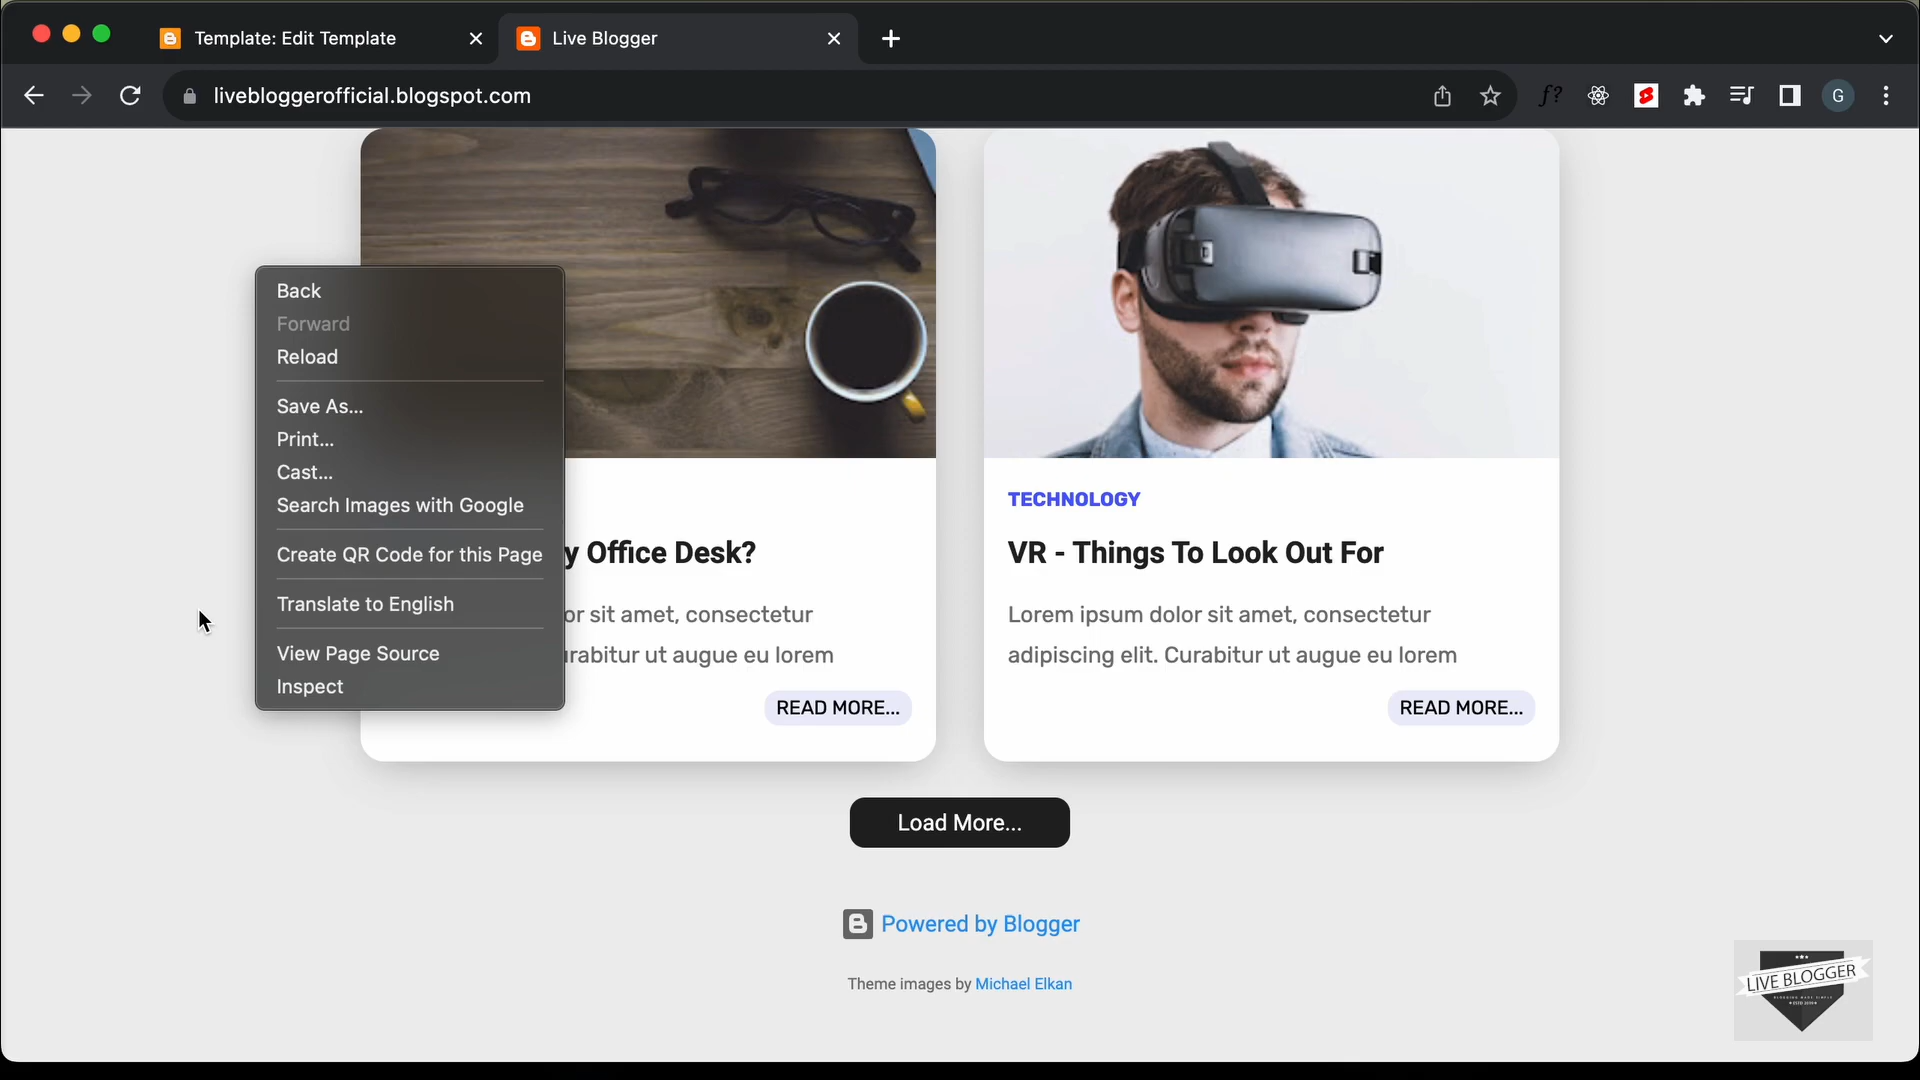 Template: Edit Template
Live Blogger
livebloggerofficial.blogspot.com
f?
G
Back
Forward
Reload
Save As...
Print...
Cast...
Search Images with Google
Create QR Code for this Page
Translate to English
View Page Source
Inspect
y Office Desk?
or sit amet, consectetur
urabitur ut augue eu lorem
READ MORE...
TECHNOLOGY
VR - Things To Look Out For
Lorem ipsum dolor sit amet, consectetur
adipiscing elit. Curabitur ut augue eu lorem
READ MORE...
Load More...
Powered by Blogger
Theme images by Michael Elkan
LIVE BLOGGER